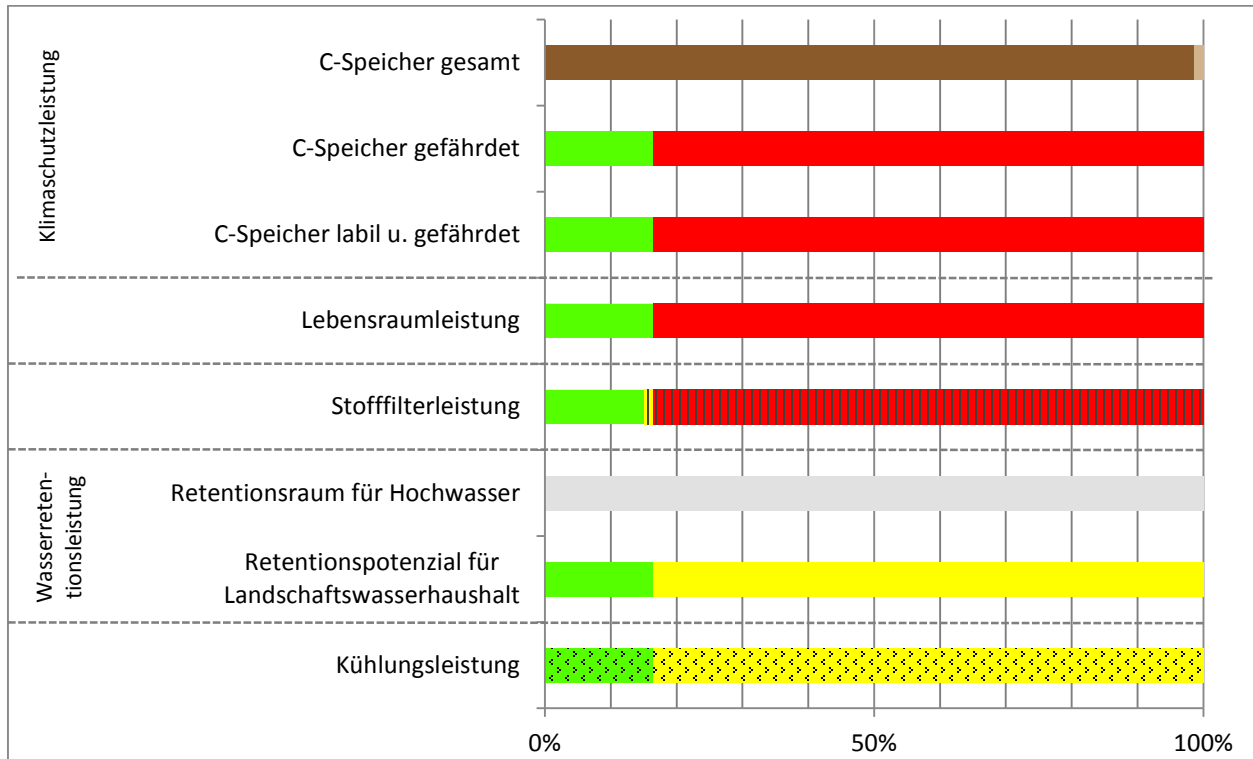 Klimaschutzleistung
C-Speicher gesamt
C-Speicher gefährdet
C-Speicher labil u. gefährdet
Lebensraumleistung
Stofffilterleistung
Wasserreten-
tionsleistung
Retentionsraum für Hochwasser
Retentionspotenzial für
Landschaftswasserhaushalt
Kühlungsleistung
0%
50%
100%